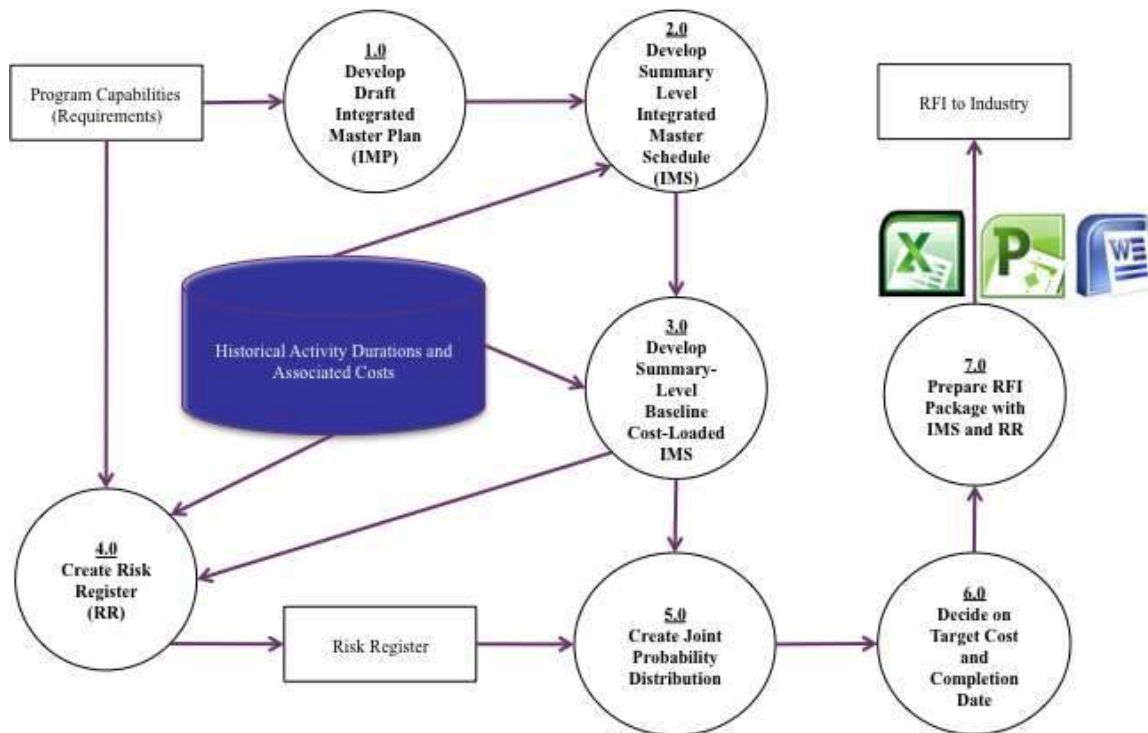 Program Capabilities
(Requirements)
1.0
Develop
Draft
Integrated
Master Plan
(IMP)
2.0
Develop
Summary
Level
Integrated
Master
Schedule
(IMS)
RFI to Industry
X
P
W
Historical Activity Durations and
Associated Costs
3.0
Develop
Summary-
Level
Baseline
Cost-Loaded
IMS
7.0
Prepare RFI
Package with
IMS and RR
4.0
Create Risk
Register
(RR)
Risk Register
5.0
Create Joint
Probability
Distribution
6.0
Decide on
Target Cost
and
Completion
Date